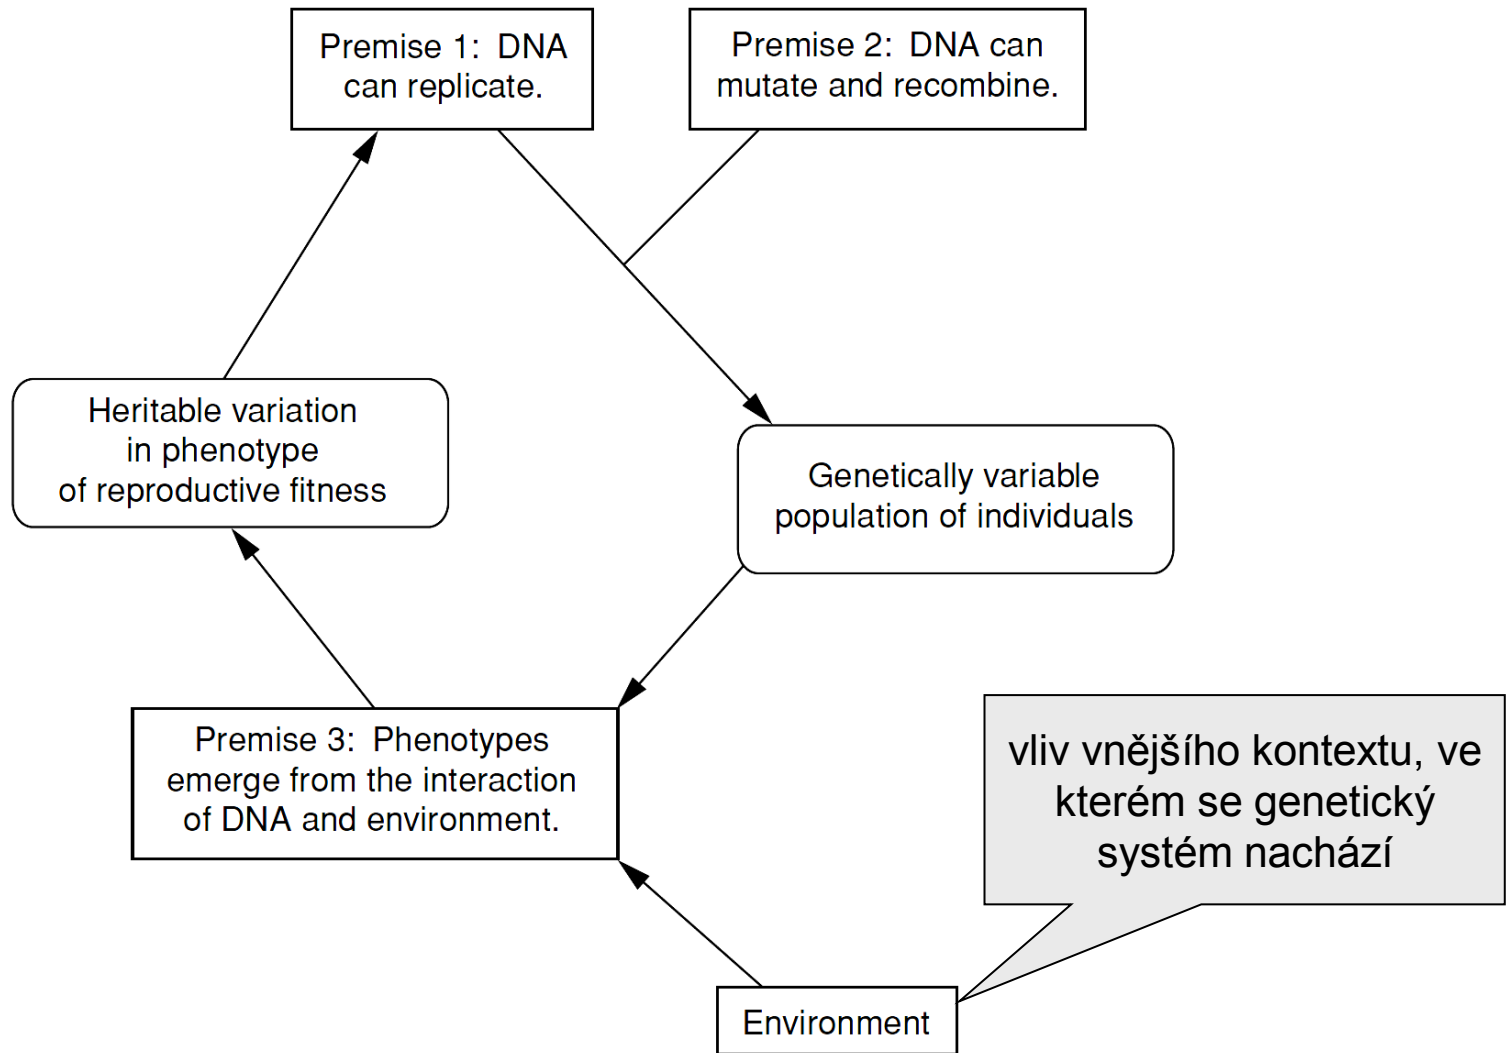 Premise 1: DNA
can replicate.
Premise 2: DNA can
mutate and recombine.
Heritable variation
in phenotype
of reproductive fitness
Genetically variable
population of individuals
Premise 3: Phenotypes
emerge from the interaction
of DNA and environment.
vliv vnějšího kontextu, ve
kterém se genetický
systém nachází
Environment